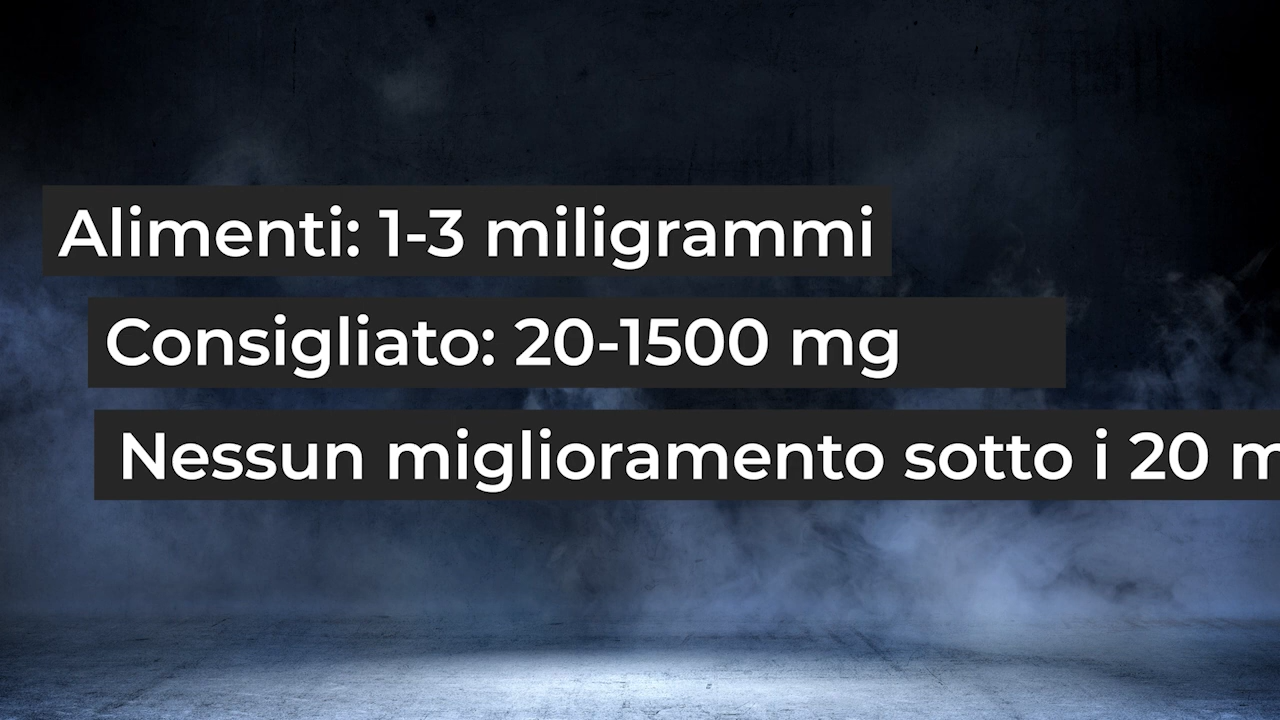 Alimenti: 1-3 miligrammi
Consigliato: 20-1500 mg
Nessun miglioramento sotto i 20